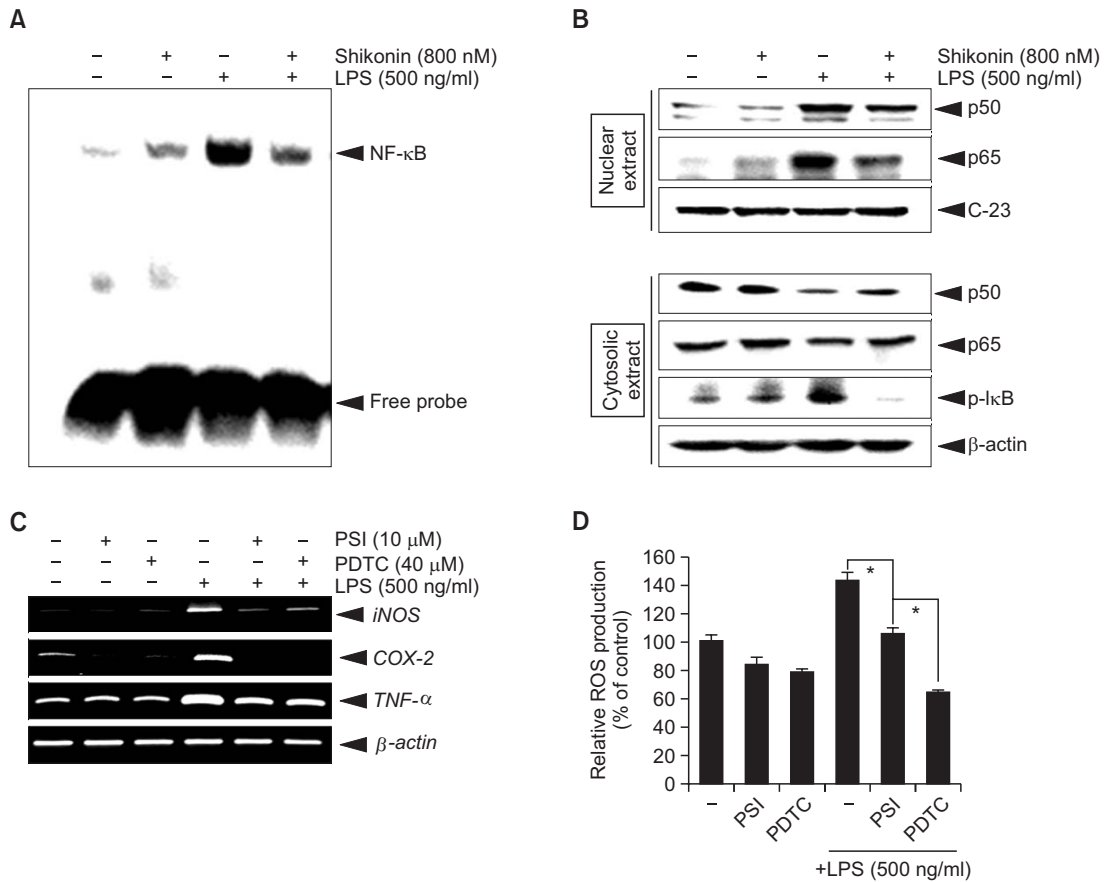 A
− + − + Shikonin (800 nM)
− − + + LPS (500 ng/ml)
NF-κB
Free probe
B
− + − + Shikonin (800 nM)
− − + + LPS (500 ng/ml)
Nuclear
extract
p50
p65
C-23
Cytosolic
extract
p50
p65
p-IκB
β-actin
C
− + − − + − PSI (10 μM)
− − + − − + PDTC (40 μM)
− − − + + + LPS (500 ng/ml)
iNOS
COX-2
TNF-α
β-actin
D
Relative ROS production
(% of control)
160
140
120
100
80
60
40
20
0
*
*
− PSI PDTC − PSI PDTC
+LPS (500 ng/ml)